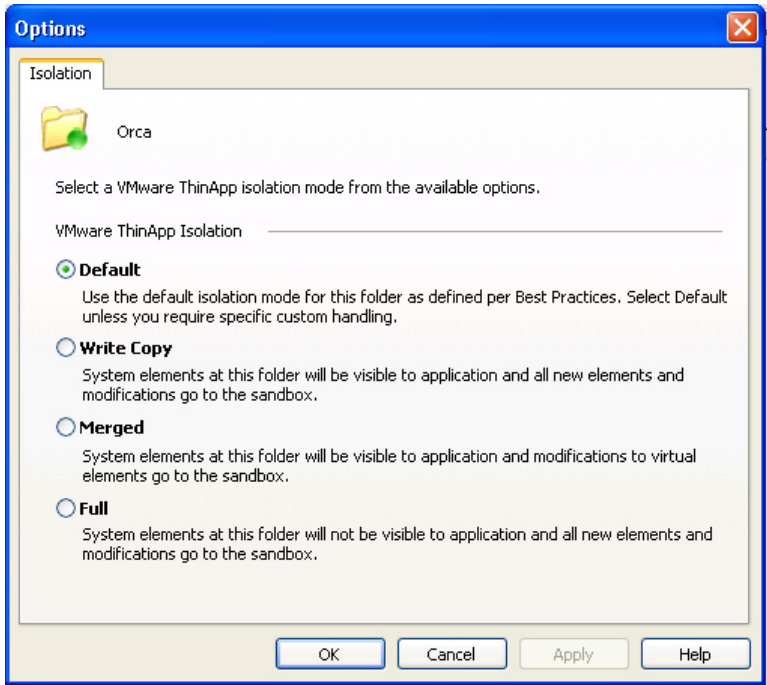 Options
Isolation
Orca
Select a VMware ThinApp isolation mode from the available options.
VMware ThinApp Isolation
Default
Use the default isolation mode for this folder as defined per Best Practices. Select Default
unless you require specific custom handling.
Write Copy
System elements at this folder will be visible to application and all new elements and
modifications go to the sandbox.
Merged
System elements at this folder will be visible to application and modifications to virtual
elements go to the sandbox.
Full
System elements at this folder will not be visible to application and all new elements and
modifications go to the sandbox.
OK Cancel Apply Help